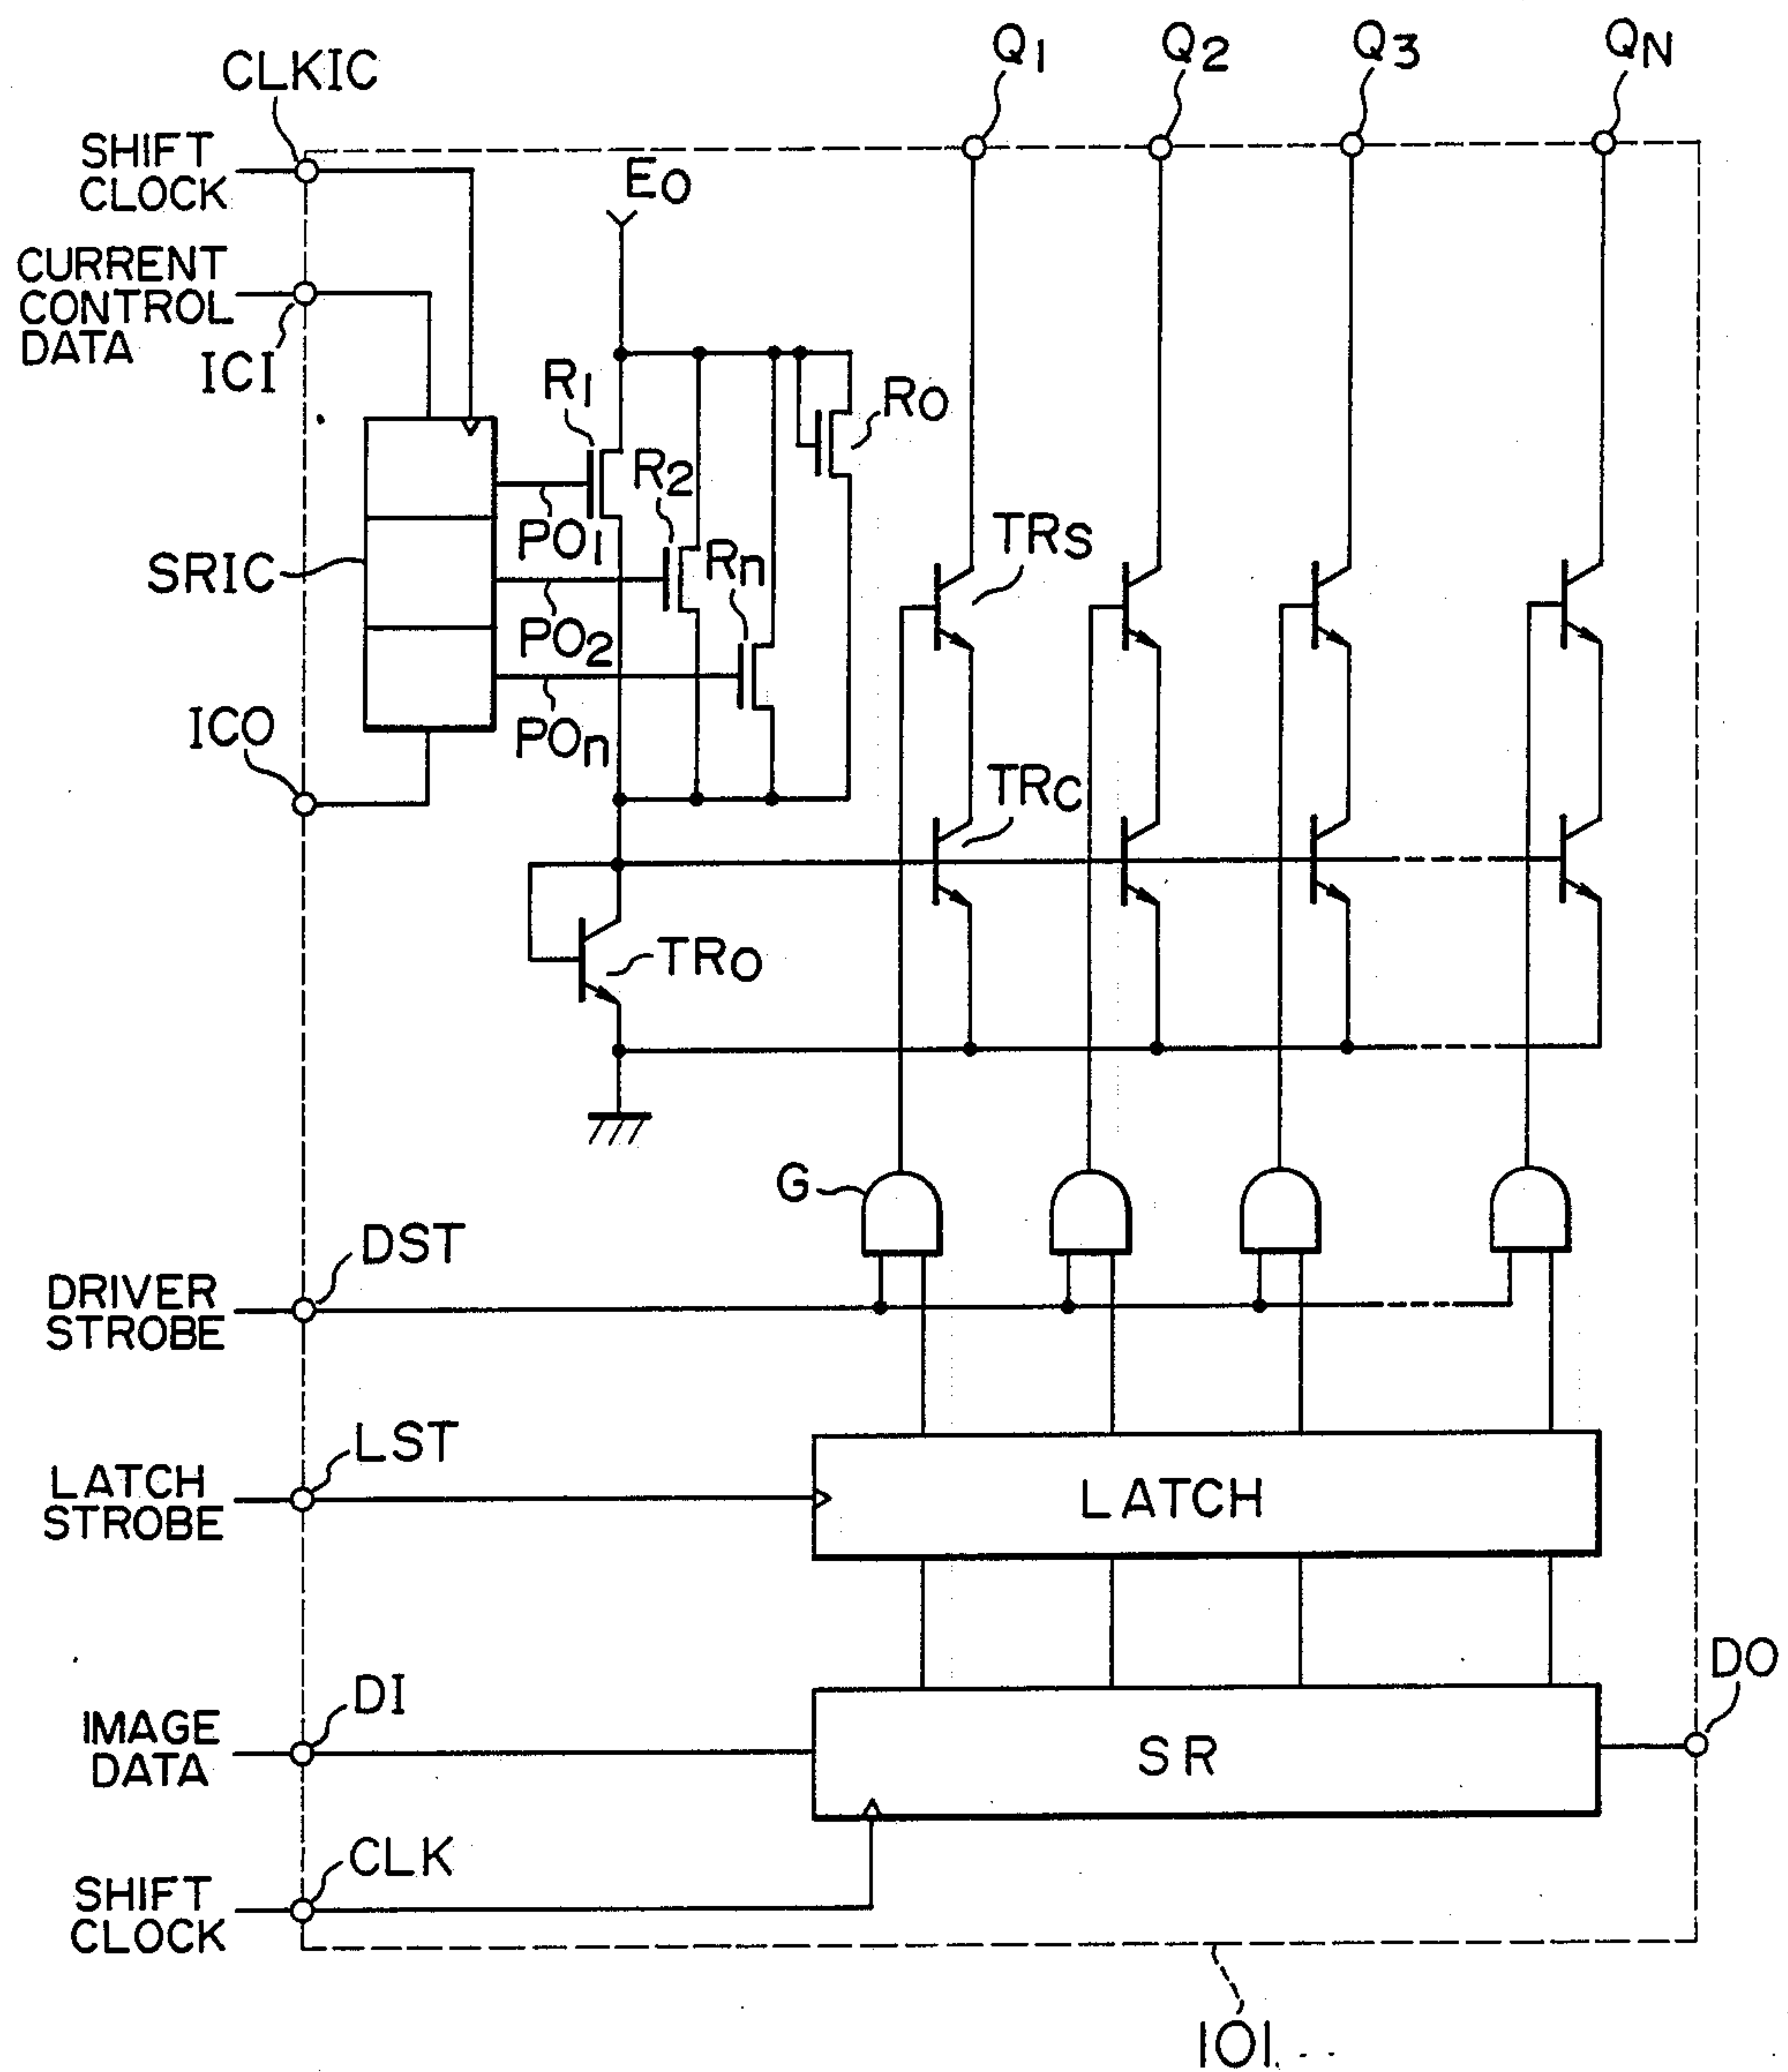 Q1 Q2 Q3 QN
CLKIC
SHIFT
CLOCK
E0
CURRENT
CONTROL
DATA
ICI
R1
R0
R2
PO1
TRS
Rn
SRIC
PO2
ICO
POn
TRC
TR0
G
DST
DRIVER
STROBE
LST
LATCH
STROBE
LATCH
DO
DI
IMAGE
DATA
SR
CLK
SHIFT
CLOCK
101